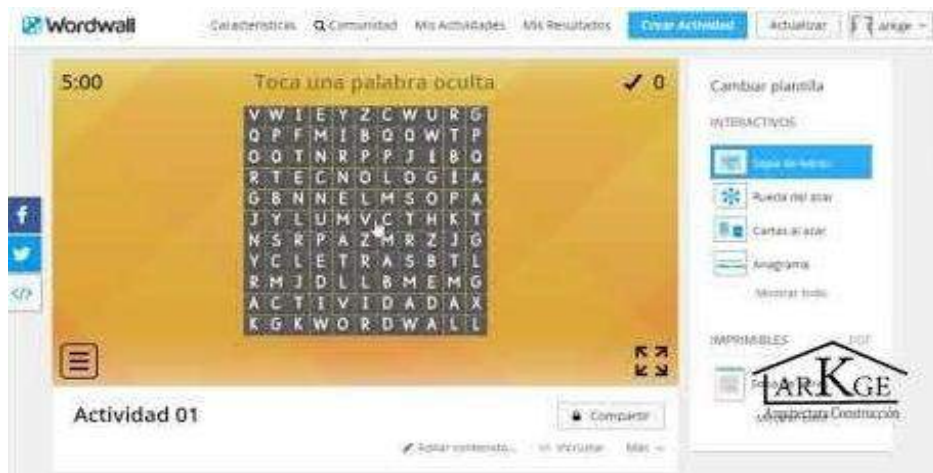 Wordwall
Características Comunidad Mis Actividades Mis Resultados Crear Actividad Actualizar arkge
5:00 Toca una palabra oculta 0
V W I E Y Z C W U R G
Q P F M I B Q O W T P
O O T N R P P J E B Q
R T E C N O L O G I A
G B N N E L M S O P A
J Y L U M V C T H K T
N S R P A Z M R Z J G
Y C L E T R A S B T L
R M J D L L B M E M G
A C T I V I D A D A X
K G K W O R D W A L L
Cambiar plantilla
INTERACTIVOS
Sopa de letras
Rueda del azar
Cartas al azar
Anagrama
Mostrar todo
IMPRIMIBLES PDF
ARKGE
Arquitectura Construcción
Actividad 01
Compartir
Editar contenido... Incrustar Más